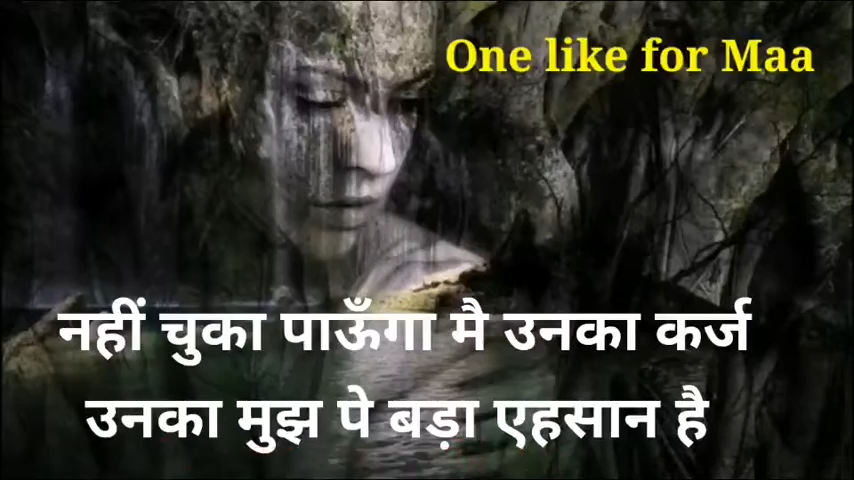 One like for Maa
नहीं चुका पाऊँगा मै उनका कर्ज
उनका मुझ पे बड़ा एहसान है